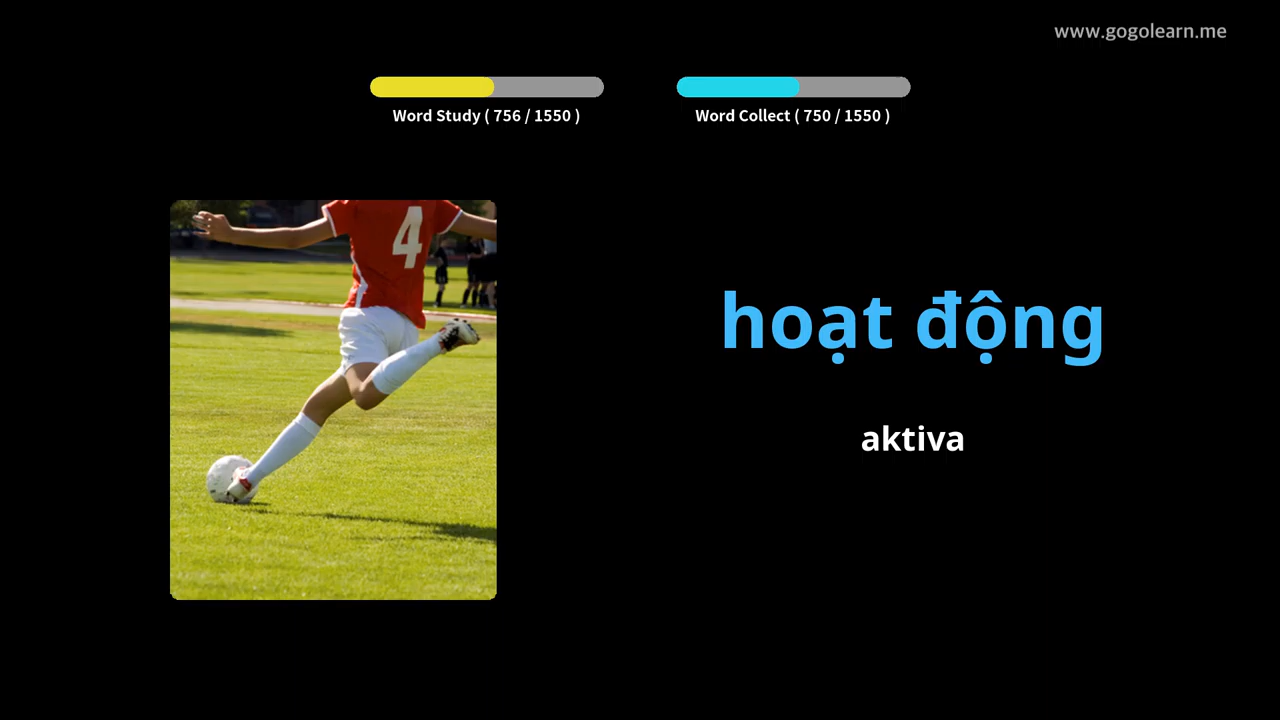 www.gogolearn.me
Word Study ( 756 / 1550 )
Word Collect ( 750 / 1550 )
4
hoạt động
aktiva